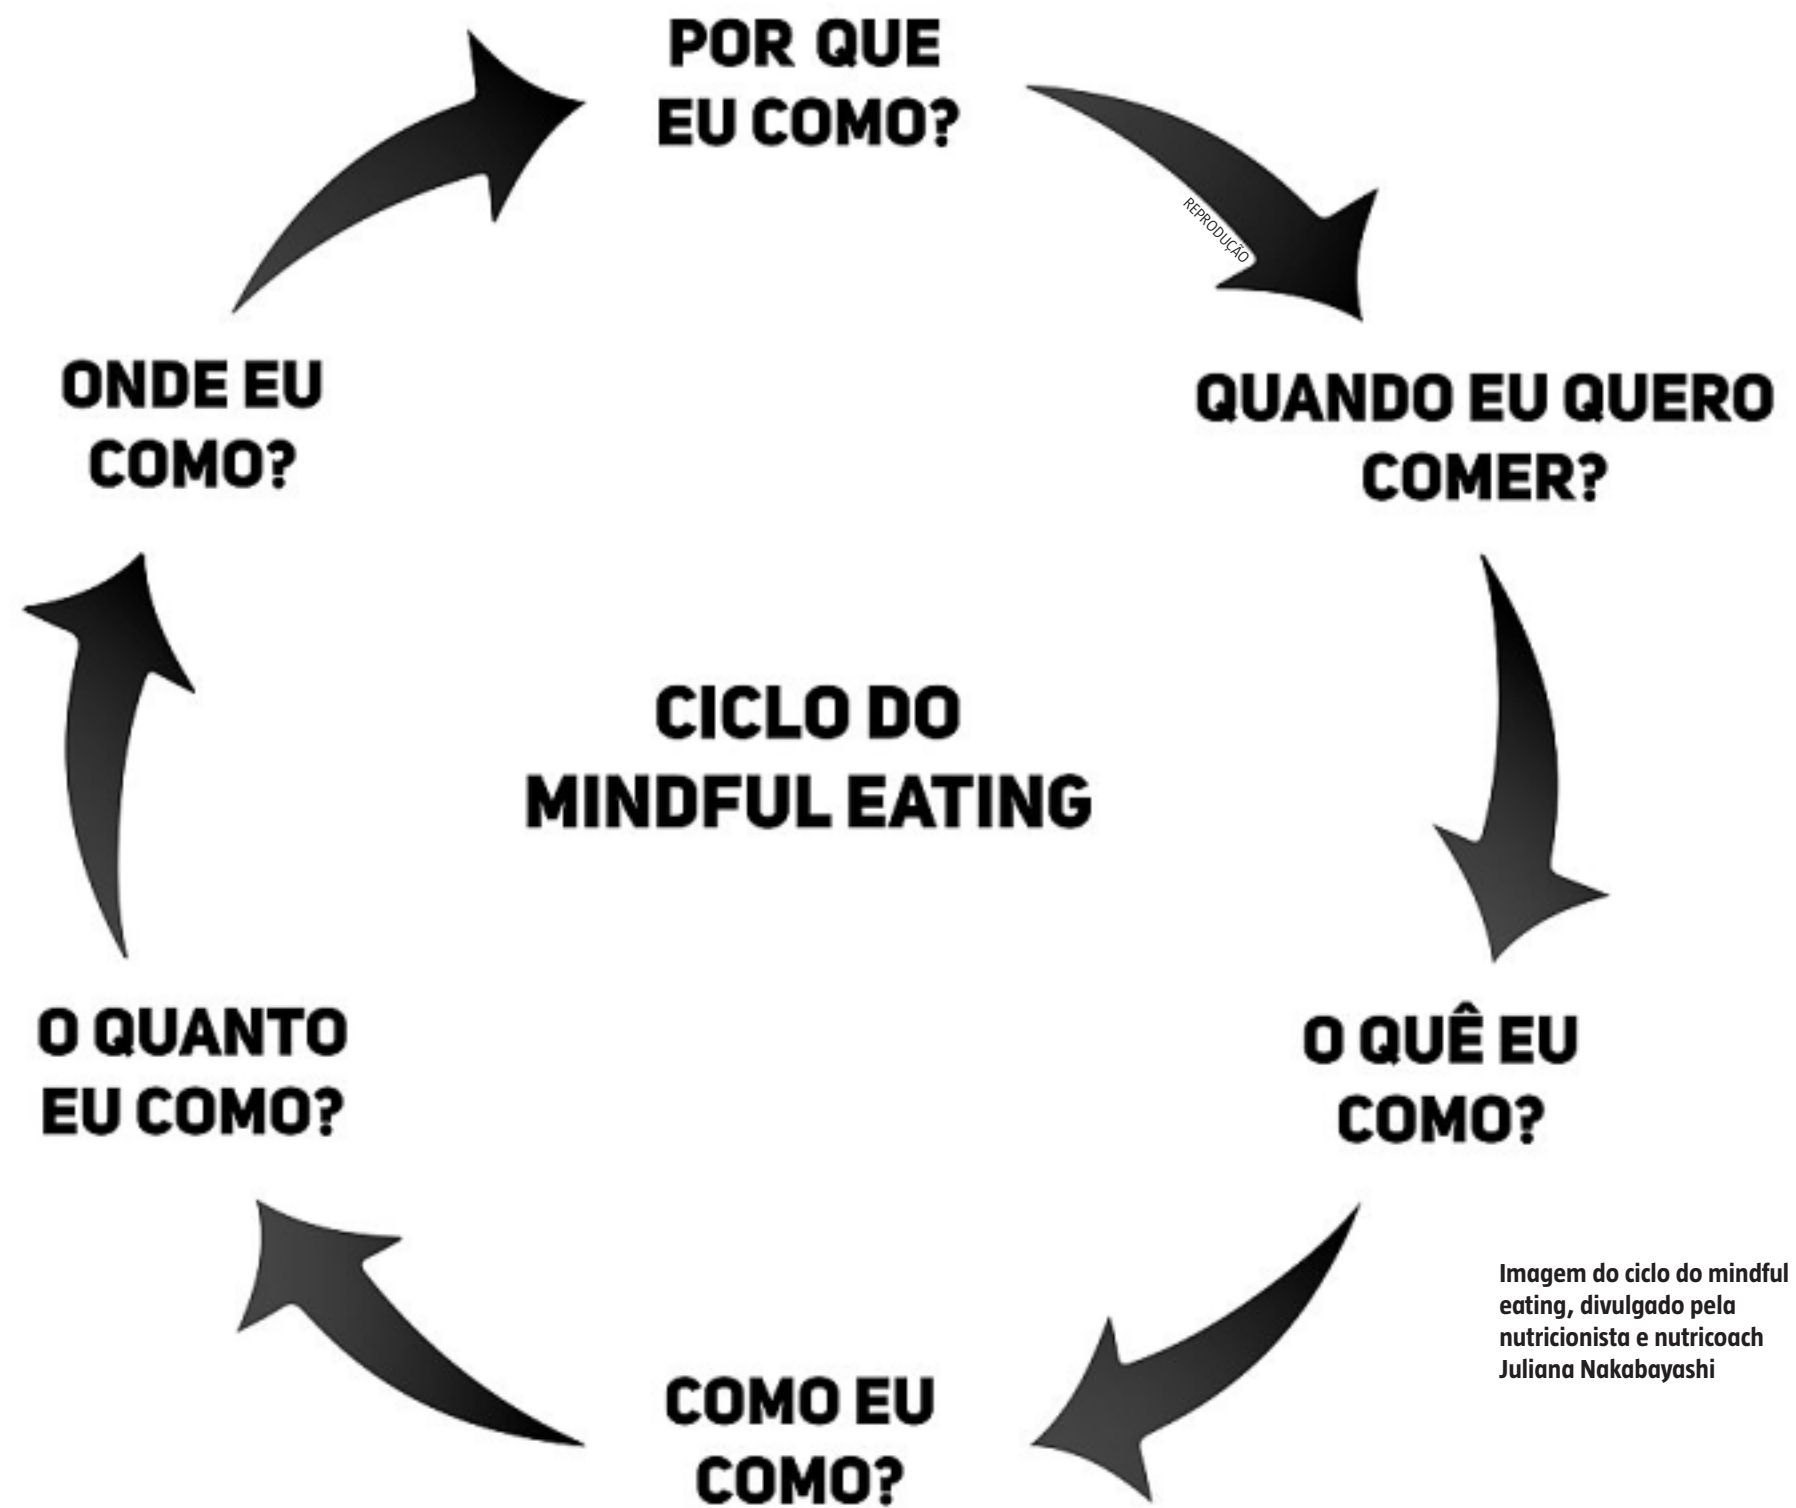 POR QUE
EU COMO?
REPRODUÇÃO
QUANDO EU QUERO
COMER?
O QUÊ EU
COMO?
COMO EU
COMO?
O QUANTO
EU COMO?
ONDE EU
COMO?
CICLO DO
MINDFUL EATING
Imagem do ciclo do mindful
eating, divulgado pela
nutricionista e nutricoach
Juliana Nakabayashi